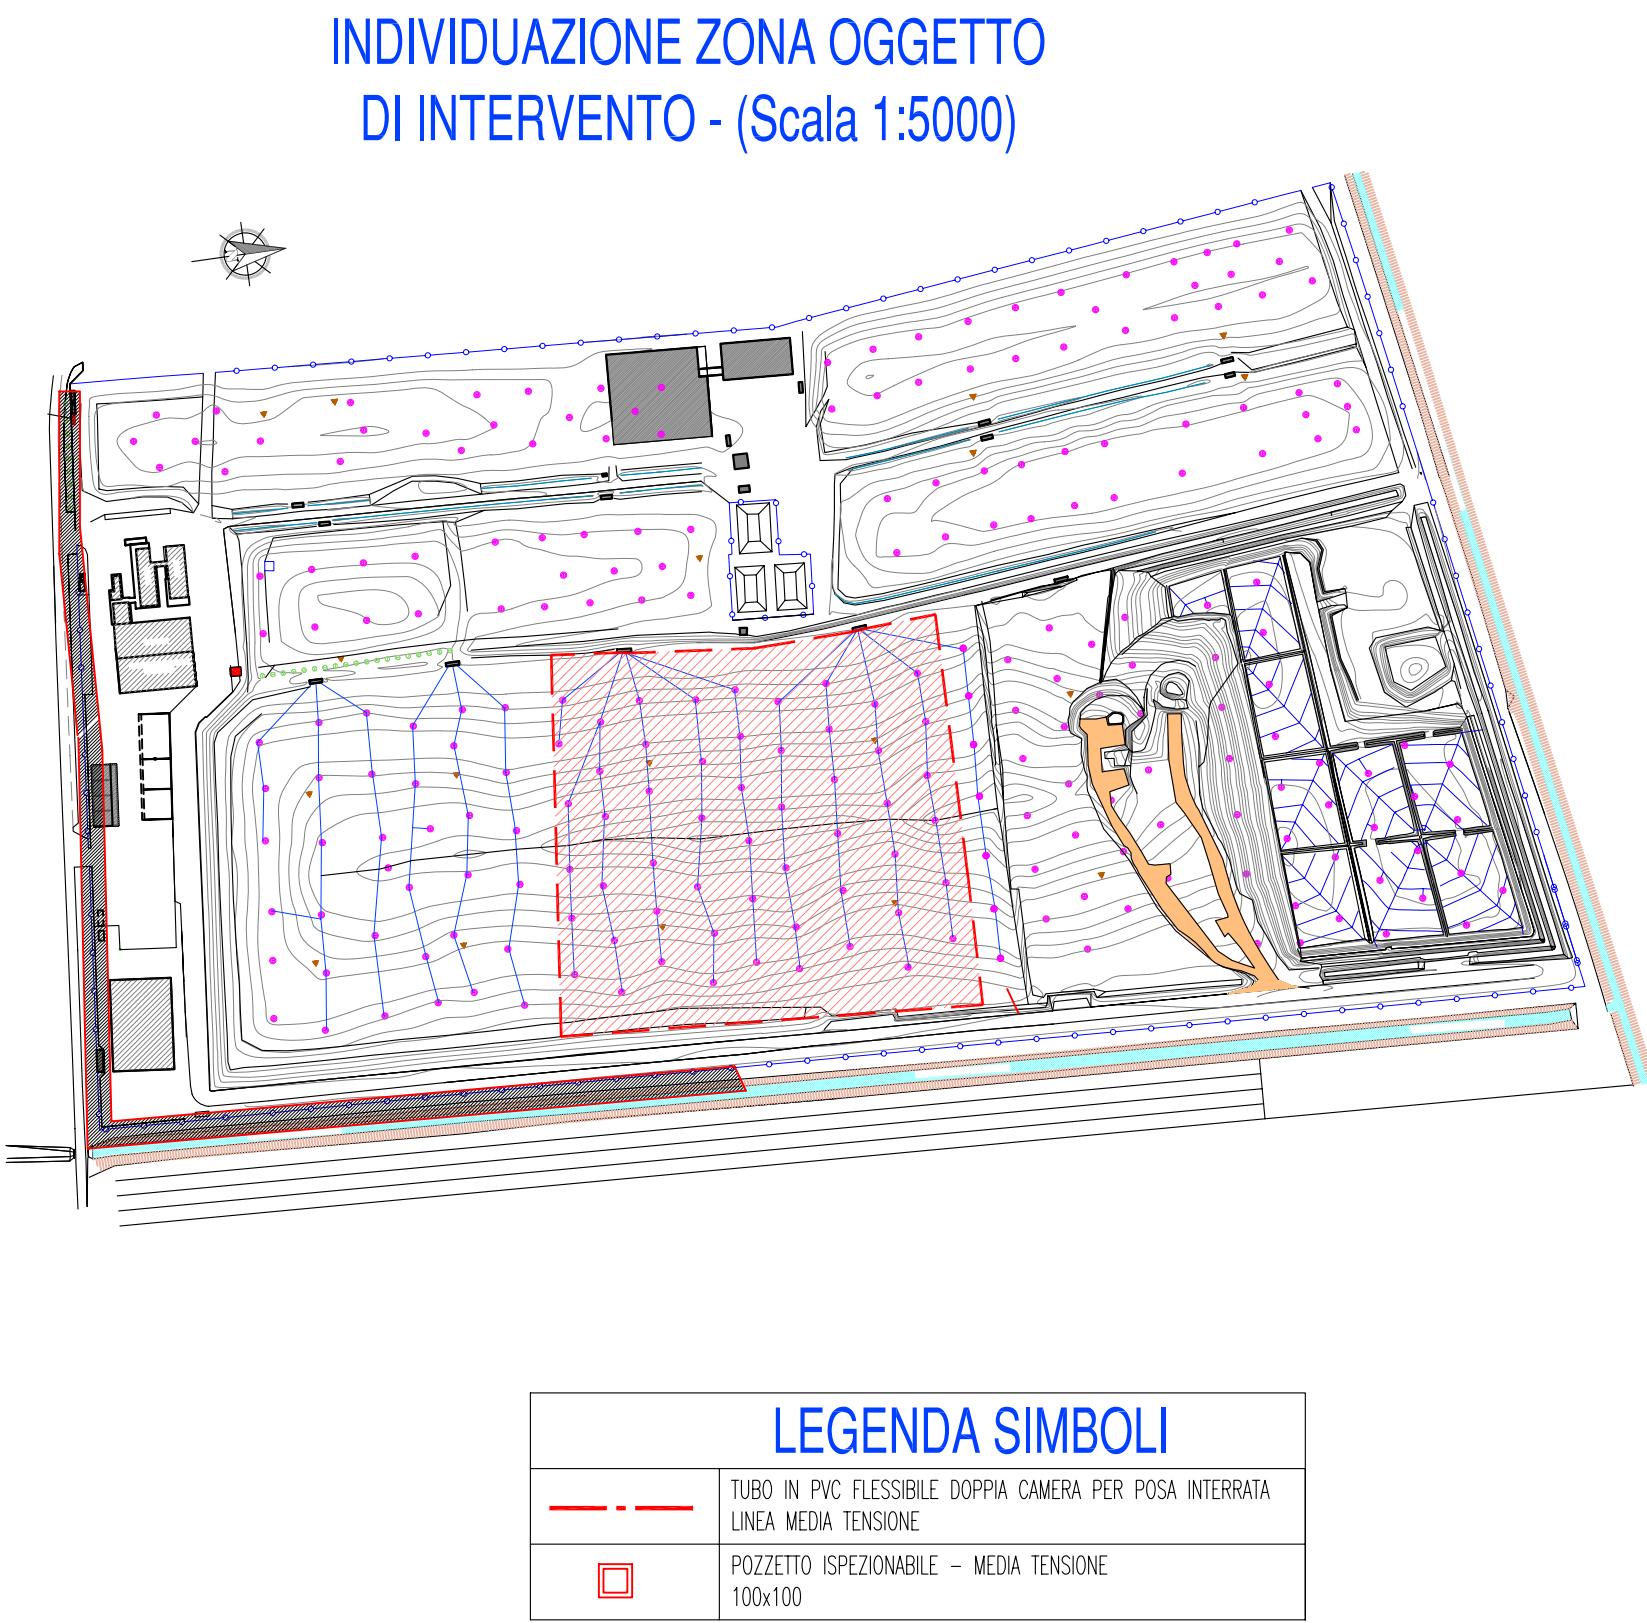 INDIVIDUAZIONE ZONA OGGETTO
DI INTERVENTO - (Scala 1:5000)
LEGENDA SIMBOLI
TUBO IN PVC FLESSIBILE DOPPIA CAMERA PER POSA INTERRATA
LINEA MEDIA TENSIONE
POZZETTO ISPEZIONABILE – MEDIA TENSIONE
100x100